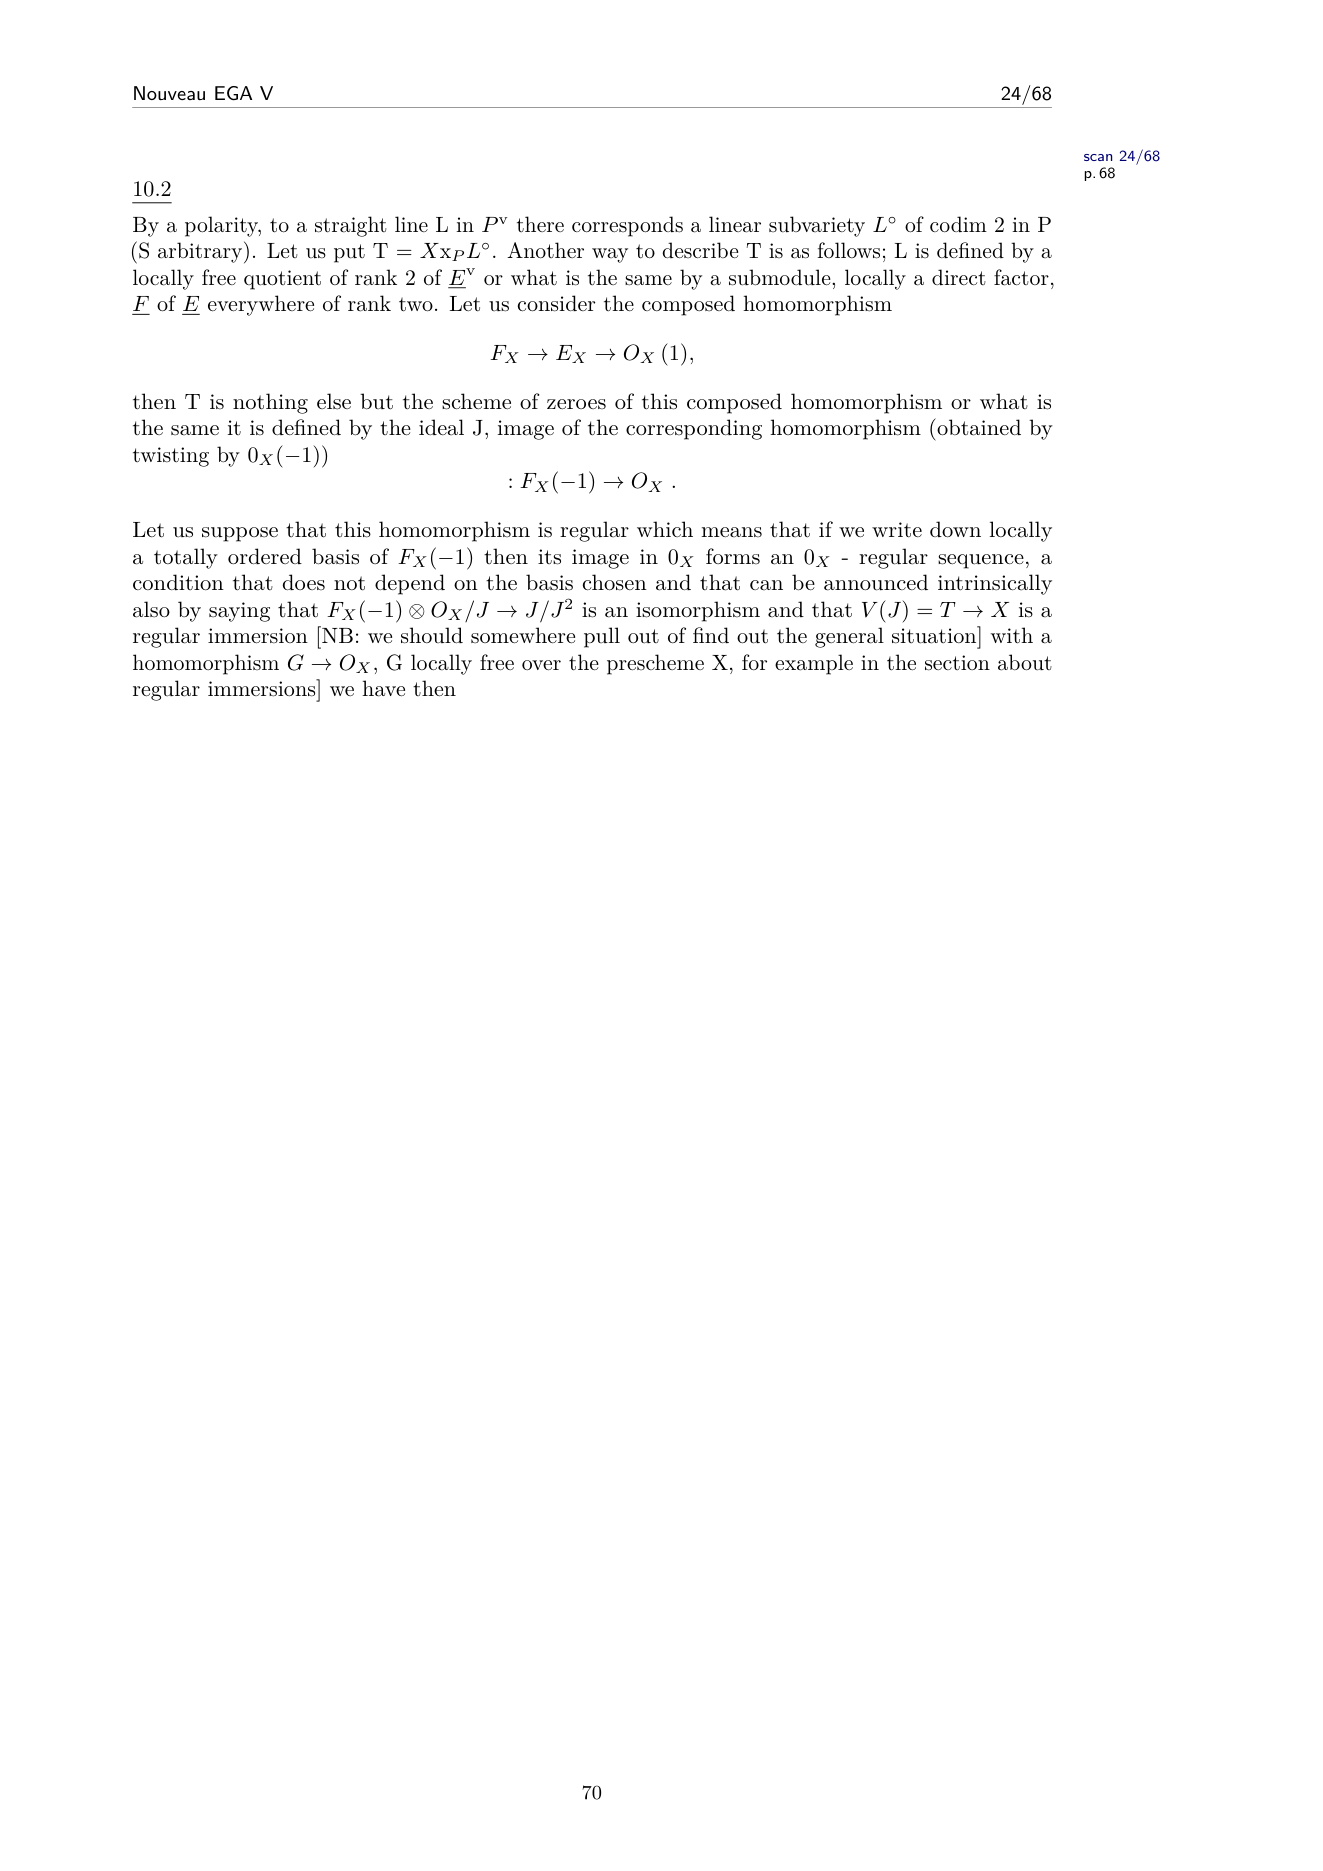 Nouveau EGA V 24/68
scan 24/68
p. 68
10.2
By a polarity, to a straight line L in Pᵛ there corresponds a linear subvariety L° of codim 2 in P
(S arbitrary). Let us put T = Xx_P L°. Another way to describe T is as follows; L is defined by a
locally free quotient of rank 2 of Eᵛ or what is the same by a submodule, locally a direct factor,
F of E everywhere of rank two. Let us consider the composed homomorphism
F_X → E_X → O_X (1),
then T is nothing else but the scheme of zeroes of this composed homomorphism or what is
the same it is defined by the ideal J, image of the corresponding homomorphism (obtained by
twisting by 0_X(−1))
: F_X(−1) → O_X .
Let us suppose that this homomorphism is regular which means that if we write down locally
a totally ordered basis of F_X(−1) then its image in 0_X forms an 0_X - regular sequence, a
condition that does not depend on the basis chosen and that can be announced intrinsically
also by saying that F_X(−1) ⊗ O_X/J → J/J² is an isomorphism and that V(J) = T → X is a
regular immersion [NB: we should somewhere pull out of find out the general situation] with a
homomorphism G → O_X, G locally free over the prescheme X, for example in the section about
regular immersions] we have then
70